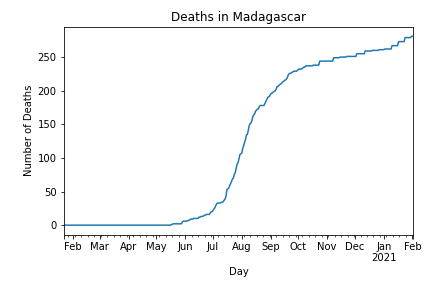 Deaths in Madagascar
Number of Deaths
250
200
150
100
50
0
Feb Mar Apr May Jun Jul Aug Sep Oct Nov Dec Jan Feb
2021
Day